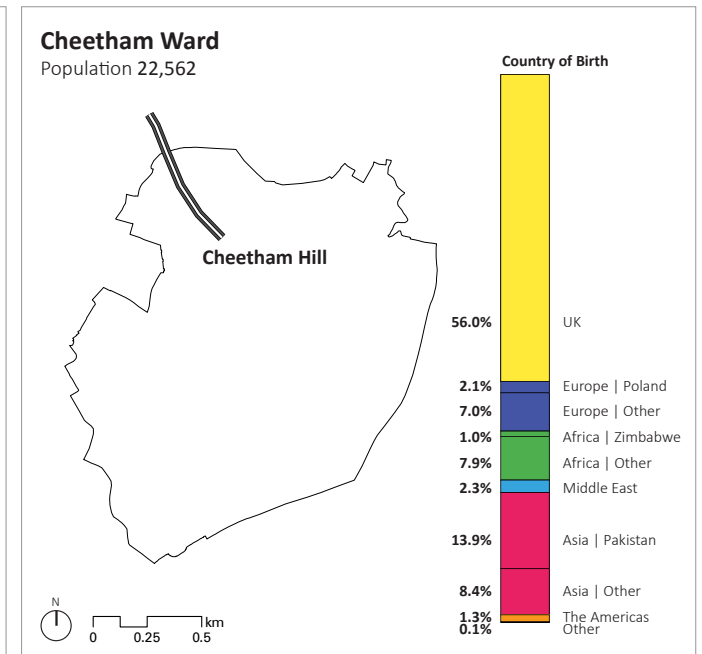 Cheetham Ward
Population 22,562
Country of Birth
Cheetham Hill
56.0% UK
2.1% Europe | Poland
7.0% Europe | Other
1.0% Africa | Zimbabwe
7.9% Africa | Other
2.3% Middle East
13.9% Asia | Pakistan
8.4% Asia | Other
1.3% The Americas
0.1% Other
N
km
0 0.25 0.5